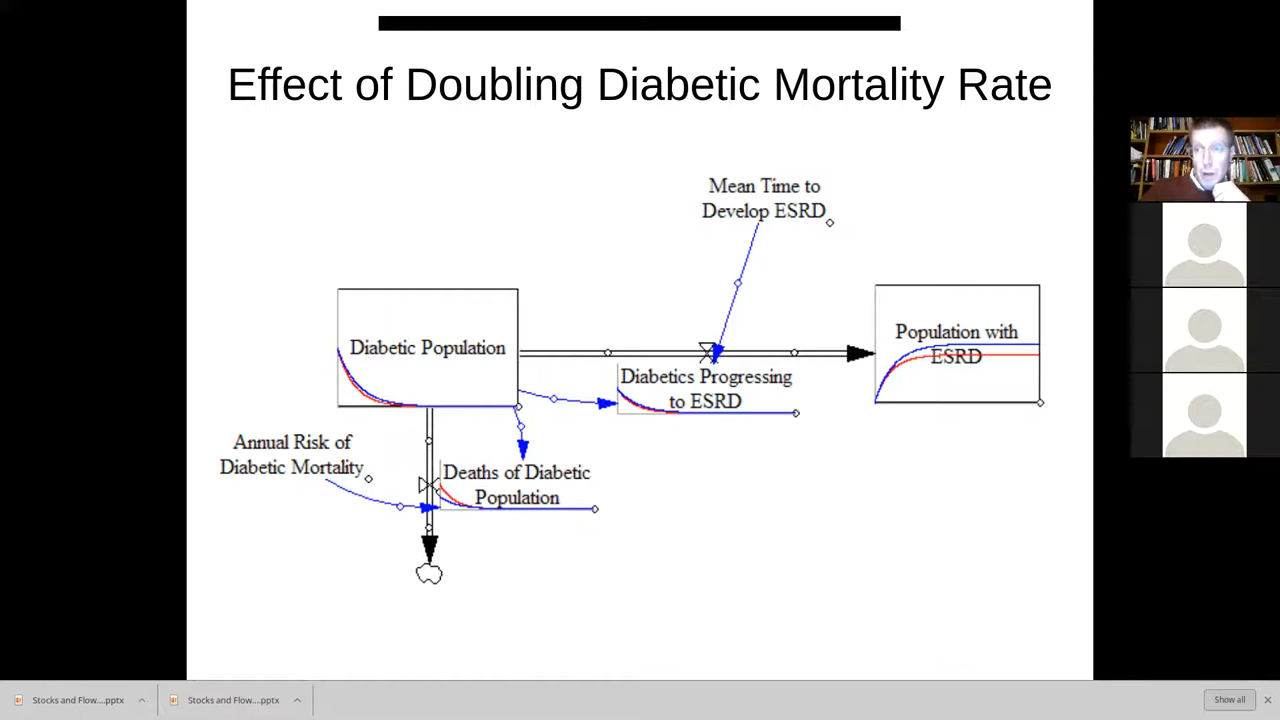 Effect of Doubling Diabetic Mortality Rate
Mean Time to
Develop ESRD
Diabetic Population
Population with
ESRD
Diabetics Progressing
to ESRD
Annual Risk of
Diabetic Mortality
Deaths of Diabetic
Population
Stocks and Flow....pptx
Stocks and Flow....pptx
Show all